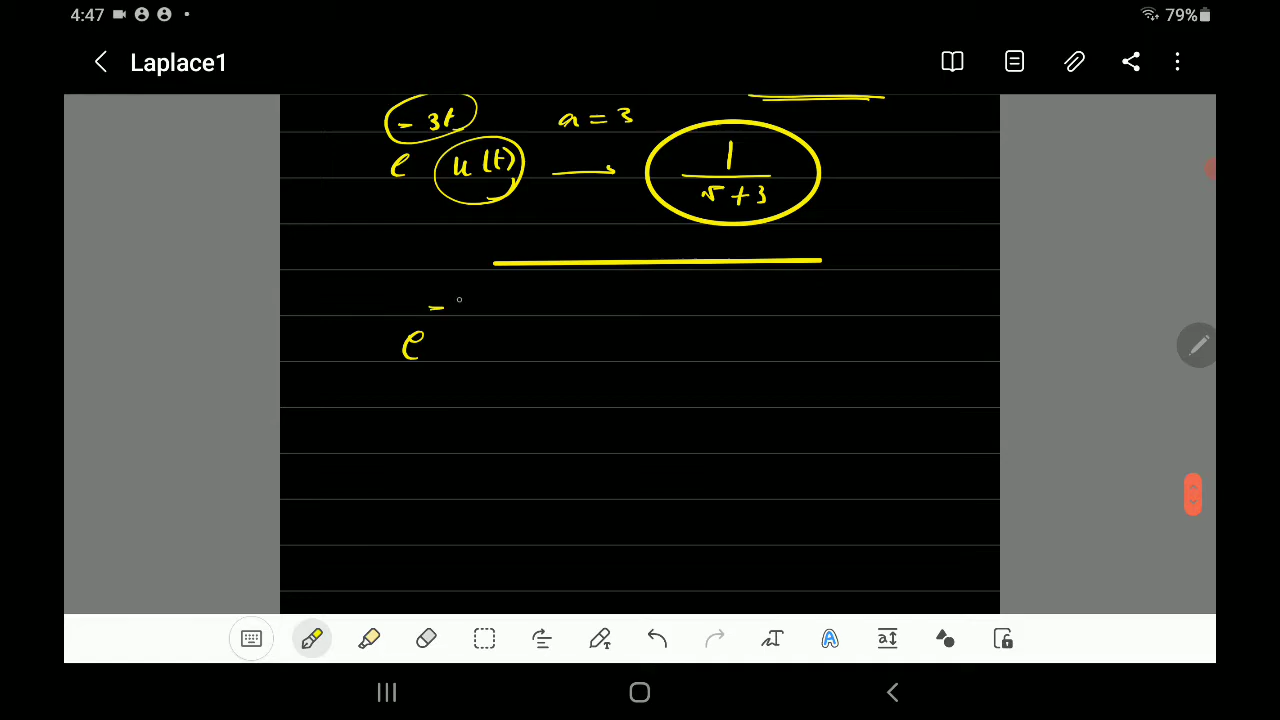 4:47 79%
Laplace1
e^{-3t} u(t) → 1/(s+3)
a = 3
e^{-